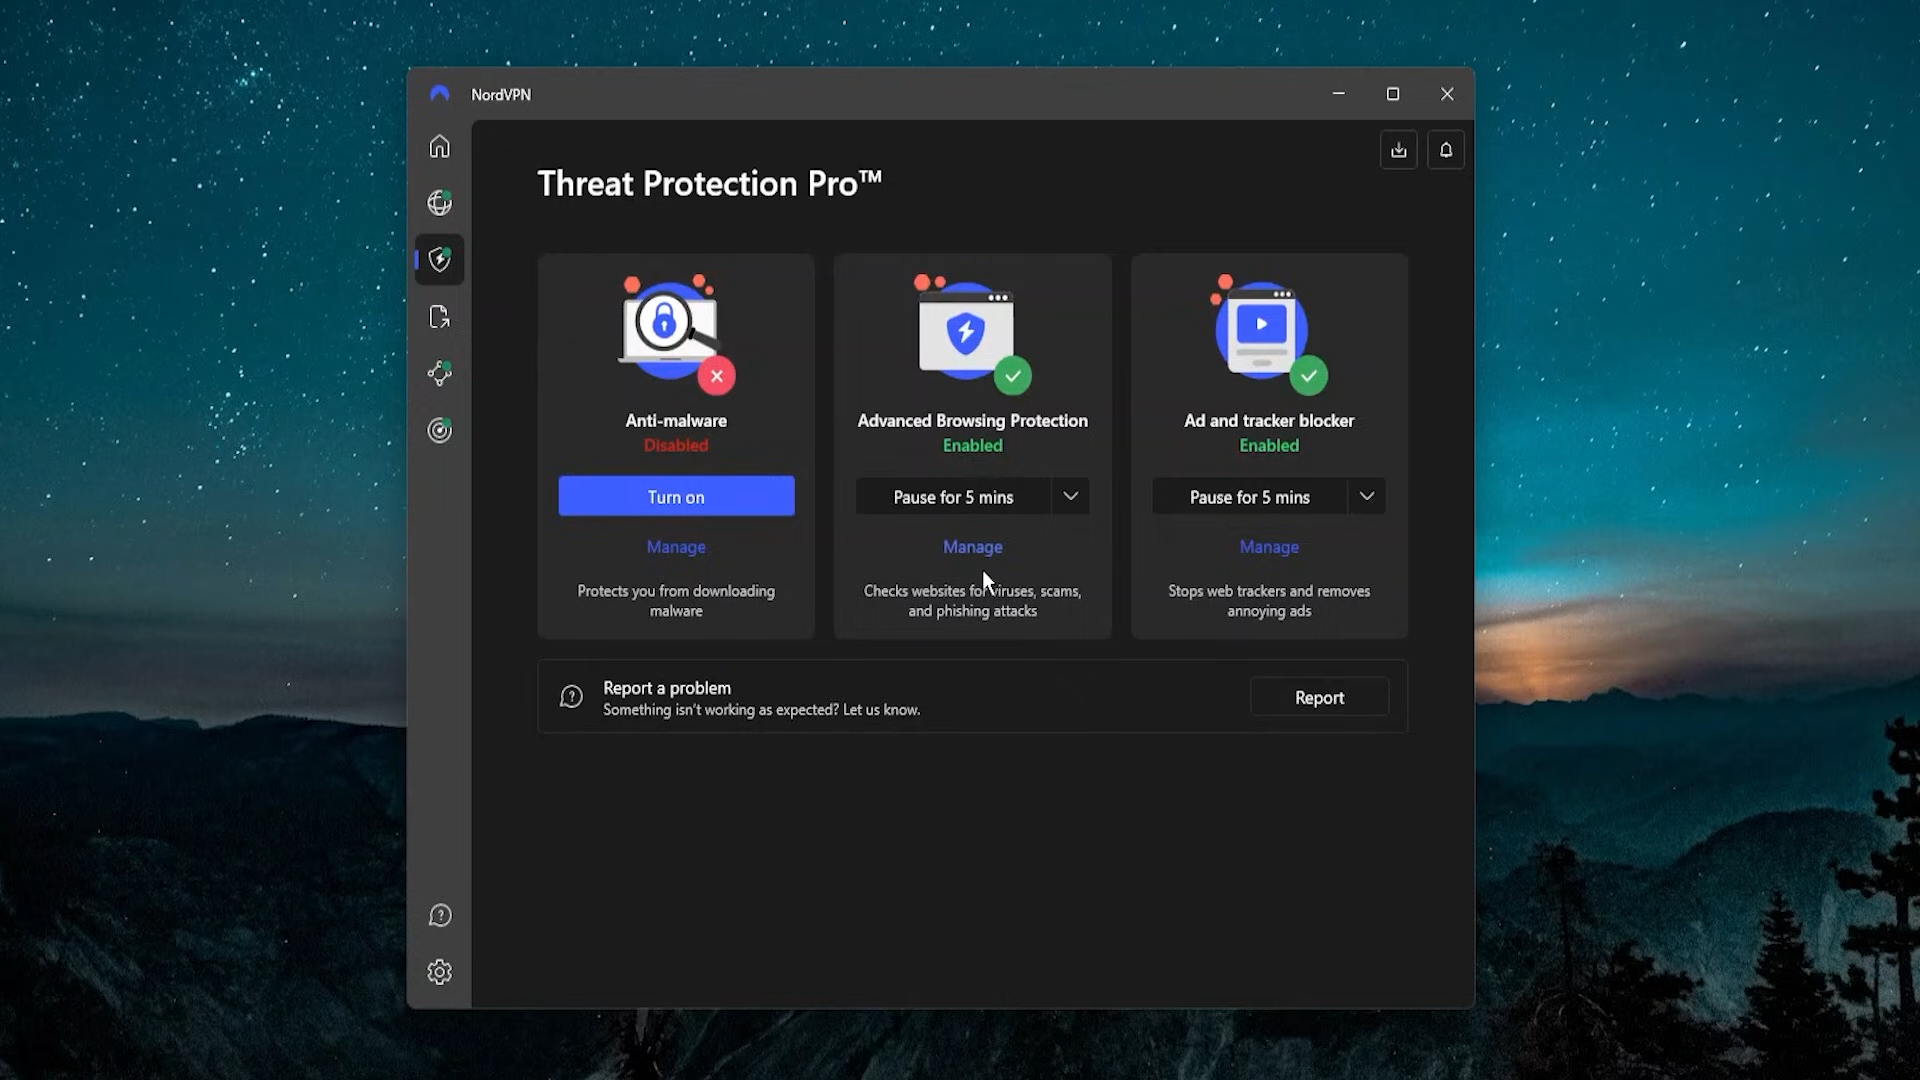 NordVPN
Threat Protection Pro™
Anti-malware
Disabled
Turn on
Manage
Protects you from downloading
malware
Advanced Browsing Protection
Enabled
Pause for 5 mins
Manage
Checks websites for viruses, scams,
and phishing attacks
Ad and tracker blocker
Enabled
Pause for 5 mins
Manage
Stops web trackers and removes
annoying ads
Report a problem
Something isn't working as expected? Let us know.
Report